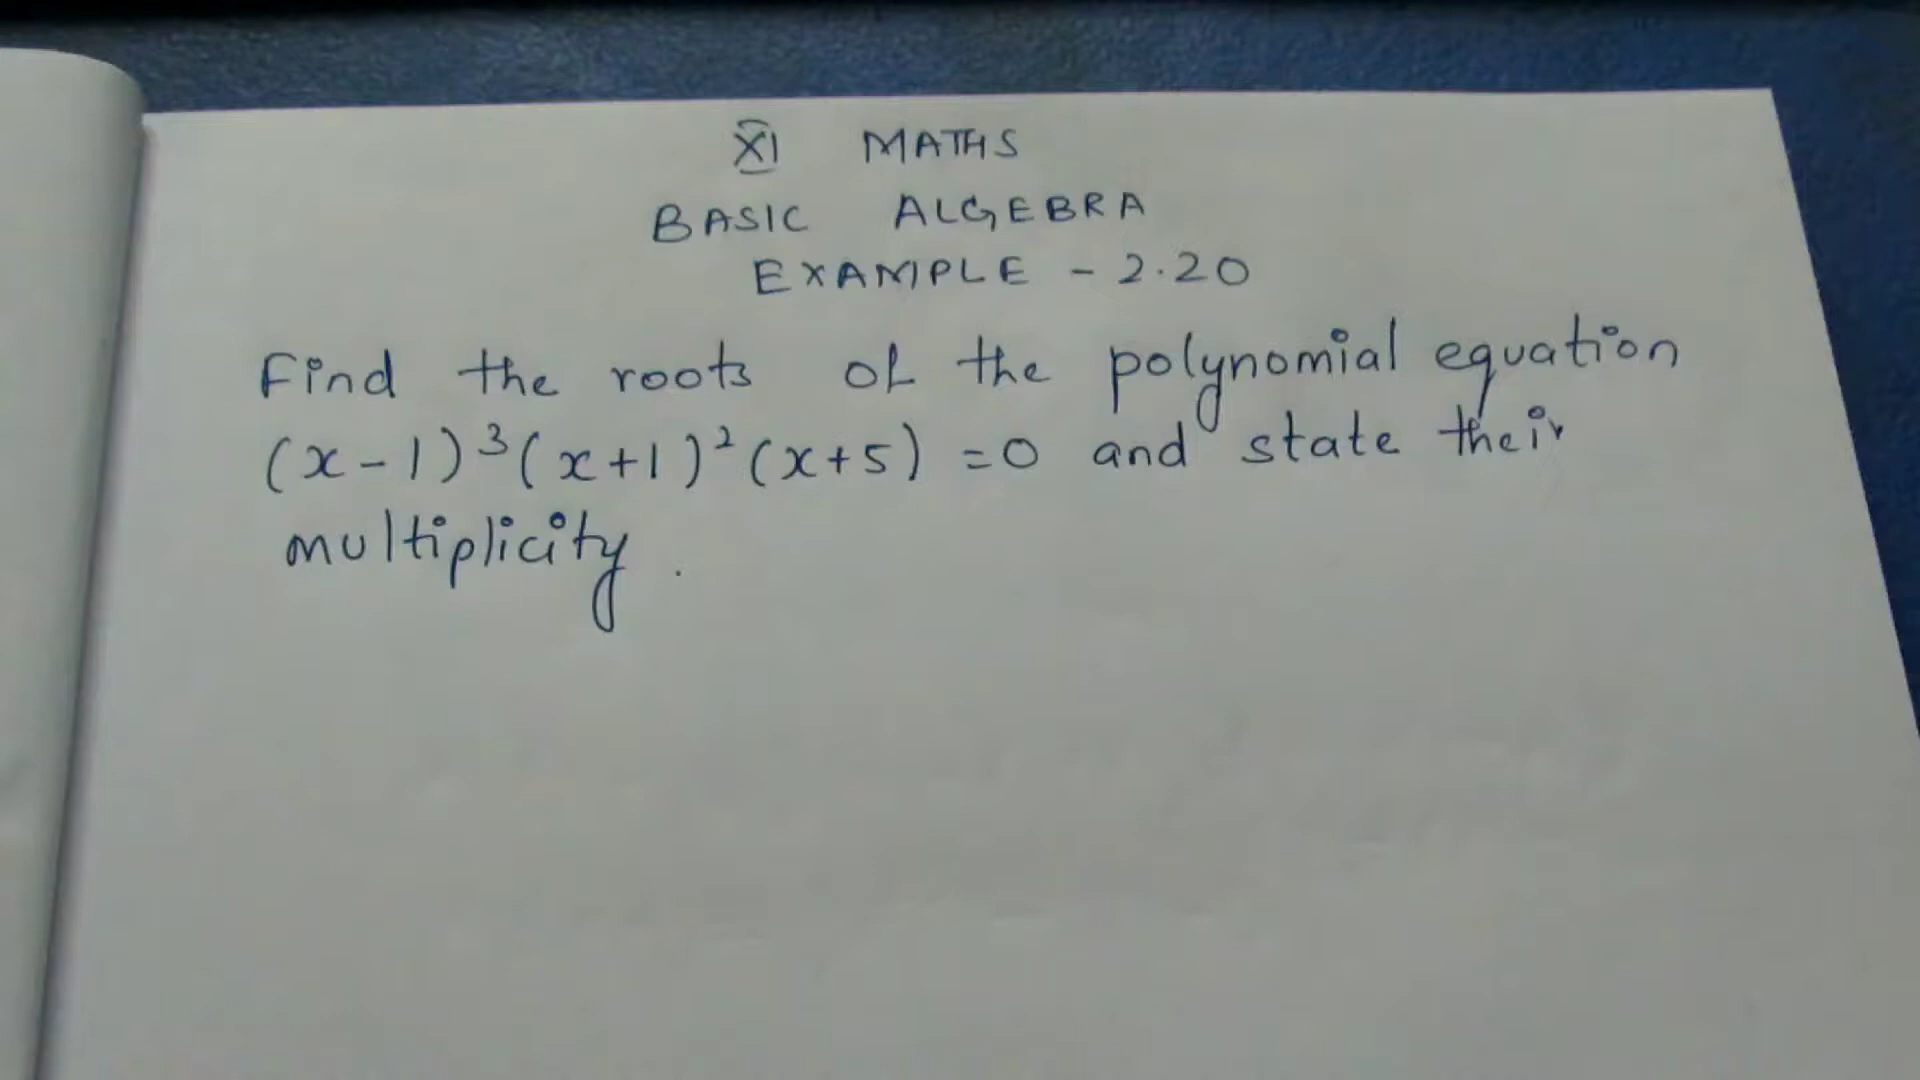 XI MATHS
BASIC ALGEBRA
EXAMPLE - 2.20
Find the roots of the polynomial equation
(x-1)³(x+1)²(x+5) =0 and state their
multiplicity.